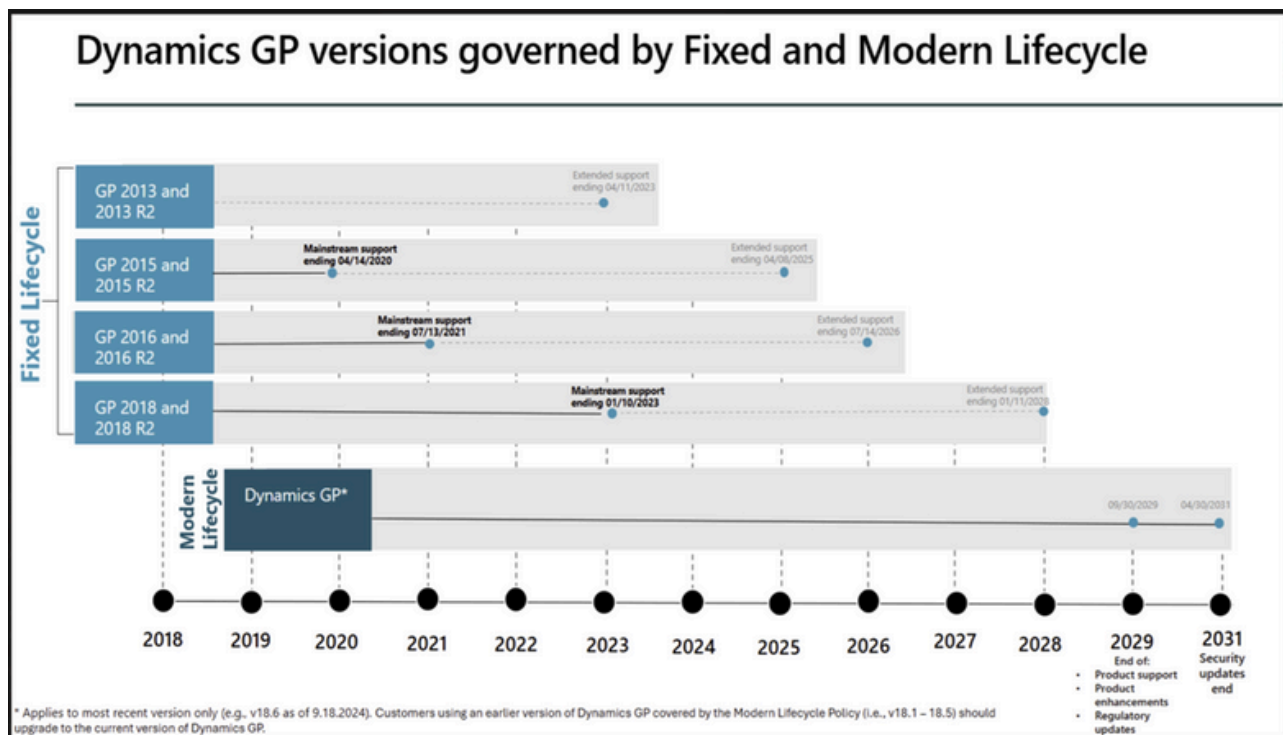 Dynamics GP versions governed by Fixed and Modern Lifecycle
Fixed Lifecycle
GP 2013 and
2013 R2
Extended support
ending 04/11/2023
GP 2015 and
2015 R2
Mainstream support
ending 04/14/2020
Extended support
ending 04/08/2025
GP 2016 and
2016 R2
Mainstream support
ending 07/13/2021
Extended support
ending 07/14/2026
GP 2018 and
2018 R2
Mainstream support
ending 01/10/2023
Extended support
ending 01/11/2028
Modern
Lifecycle
Dynamics GP*
09/30/2029
04/30/2031
2018
2019
2020
2021
2022
2023
2024
2025
2026
2027
2028
2029
End of:
• Product support
• Product
enhancements
• Regulatory
updates
2031
Security
updates
end
* Applies to most recent version only (e.g., v18.6 as of 9.18.2024). Customers using an earlier version of Dynamics GP covered by the Modern Lifecycle Policy (i.e., v18.1 – 18.5) should
upgrade to the current version of Dynamics GP.